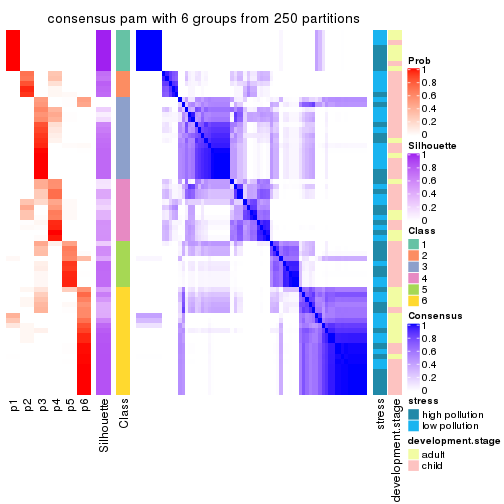 consensus pam with 6 groups from 250 partitions
Prob
1
0.8
0.6
0.4
0.2
0
Silhouette
1
0.8
0.6
0.4
0.2
0
Class
1
2
3
4
5
6
Consensus
1
0.8
0.6
0.4
0.2
0
stress
high pollution
low pollution
development.stage
adult
child
p1
p2
p3
p4
p5
p6
Silhouette
Class
stress
development.stage